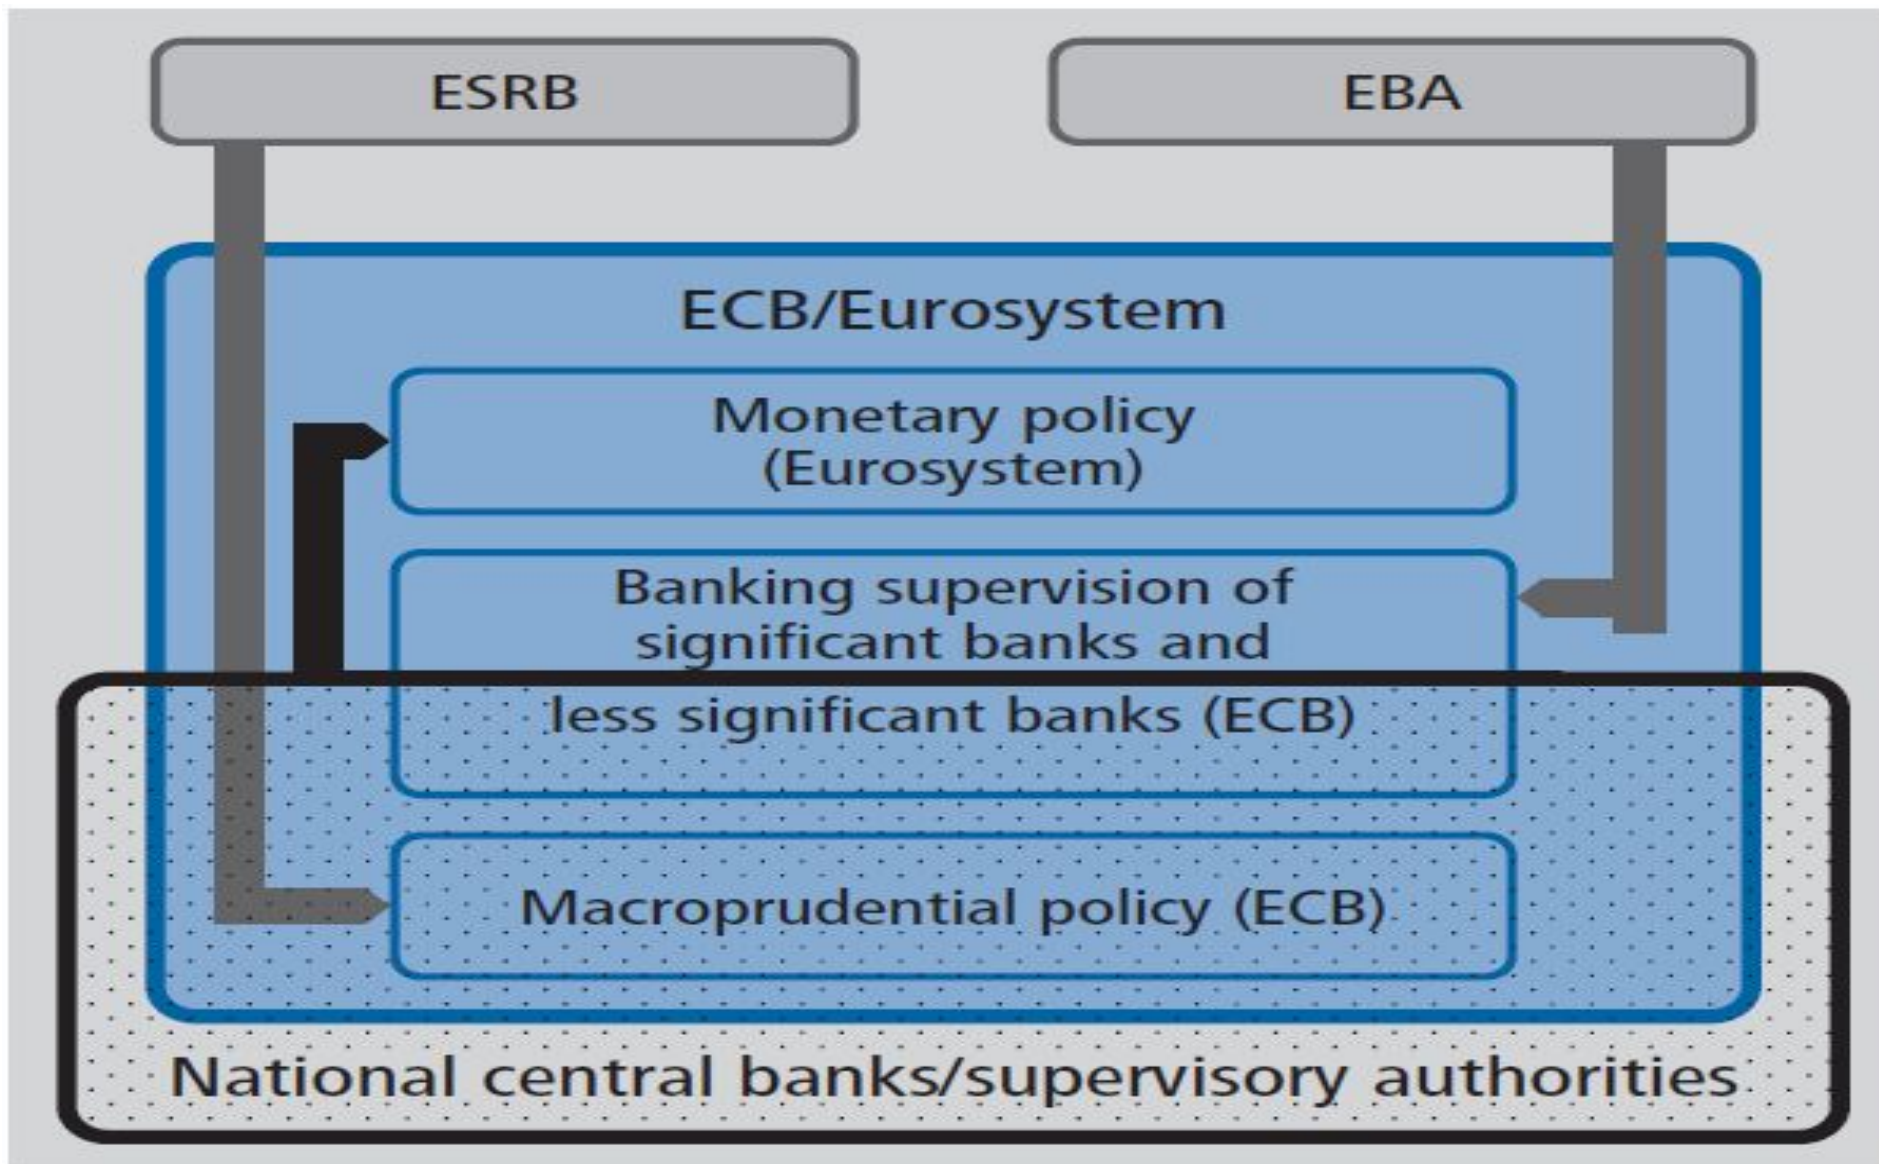 ESRB
EBA
ECB/Eurosystem
Monetary policy
(Eurosystem)
Banking supervision of
significant banks and
less significant banks (ECB)
Macroprudential policy (ECB)
National central banks/supervisory authorities